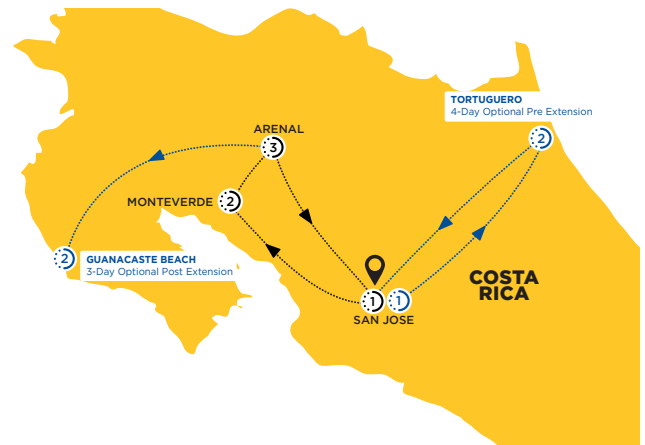 TORTUGUERO
4-Day Optional Pre Extension
2
ARENAL
3
MONTEVERDE
2
2
GUANACASTE BEACH
3-Day Optional Post Extension
COSTA
RICA
1
1
SAN JOSE